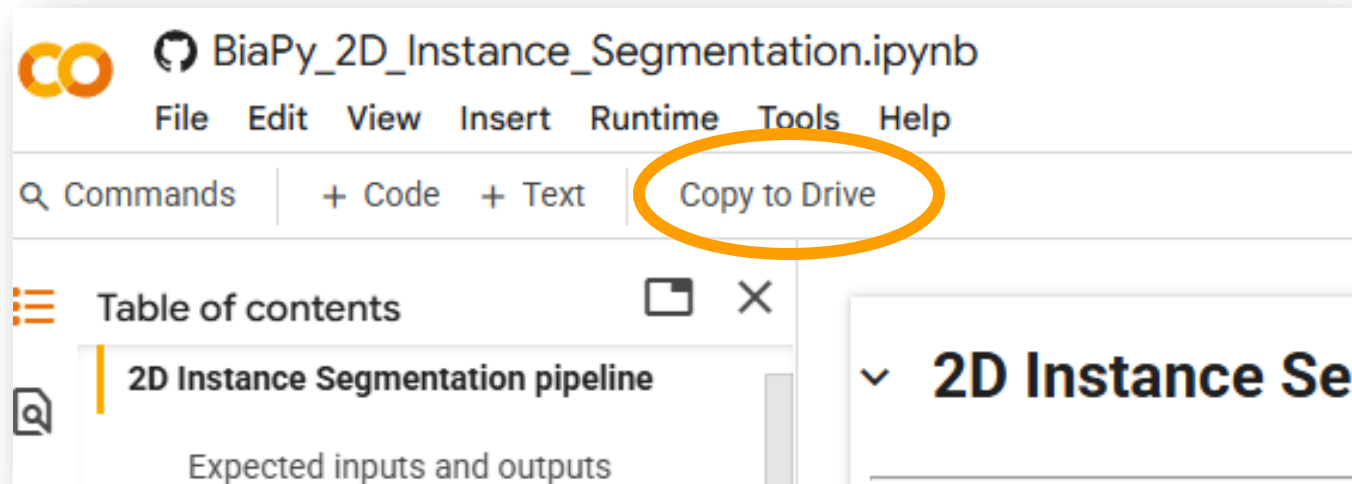 BiaPy_2D_Instance_Segmentation.ipynb
File Edit View Insert Runtime Tools Help
Commands + Code + Text Copy to Drive
Table of contents
2D Instance Segmentation pipeline
2D Instance Se
Expected inputs and outputs